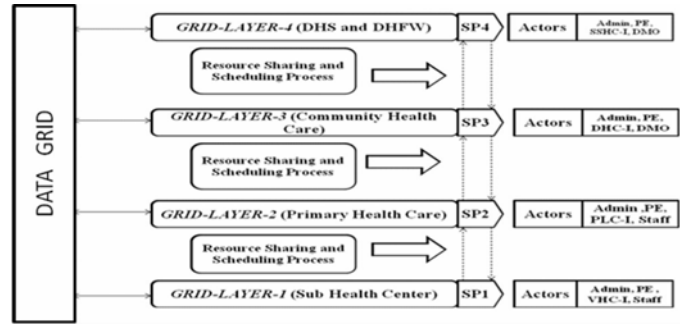 GRID-LAYER-4 (DHS and DHFW) SP4 Actors Admin, PE,
SSHC-I, DMO
Resource Sharing and
Scheduling Process
GRID-LAYER-3 (Community Health
Care) SP3 Actors Admin, PE,
DHC-I, DMO
Resource Sharing and
Scheduling Process
DATA GRID
GRID-LAYER-2 (Primary Health Care) SP2 Actors Admin ,PE,
PLC-I, Staff
Resource Sharing and
Scheduling Process
GRID-LAYER-1 (Sub Health Center) SP1 Actors Admin, PE ,
VHC-I, Staff